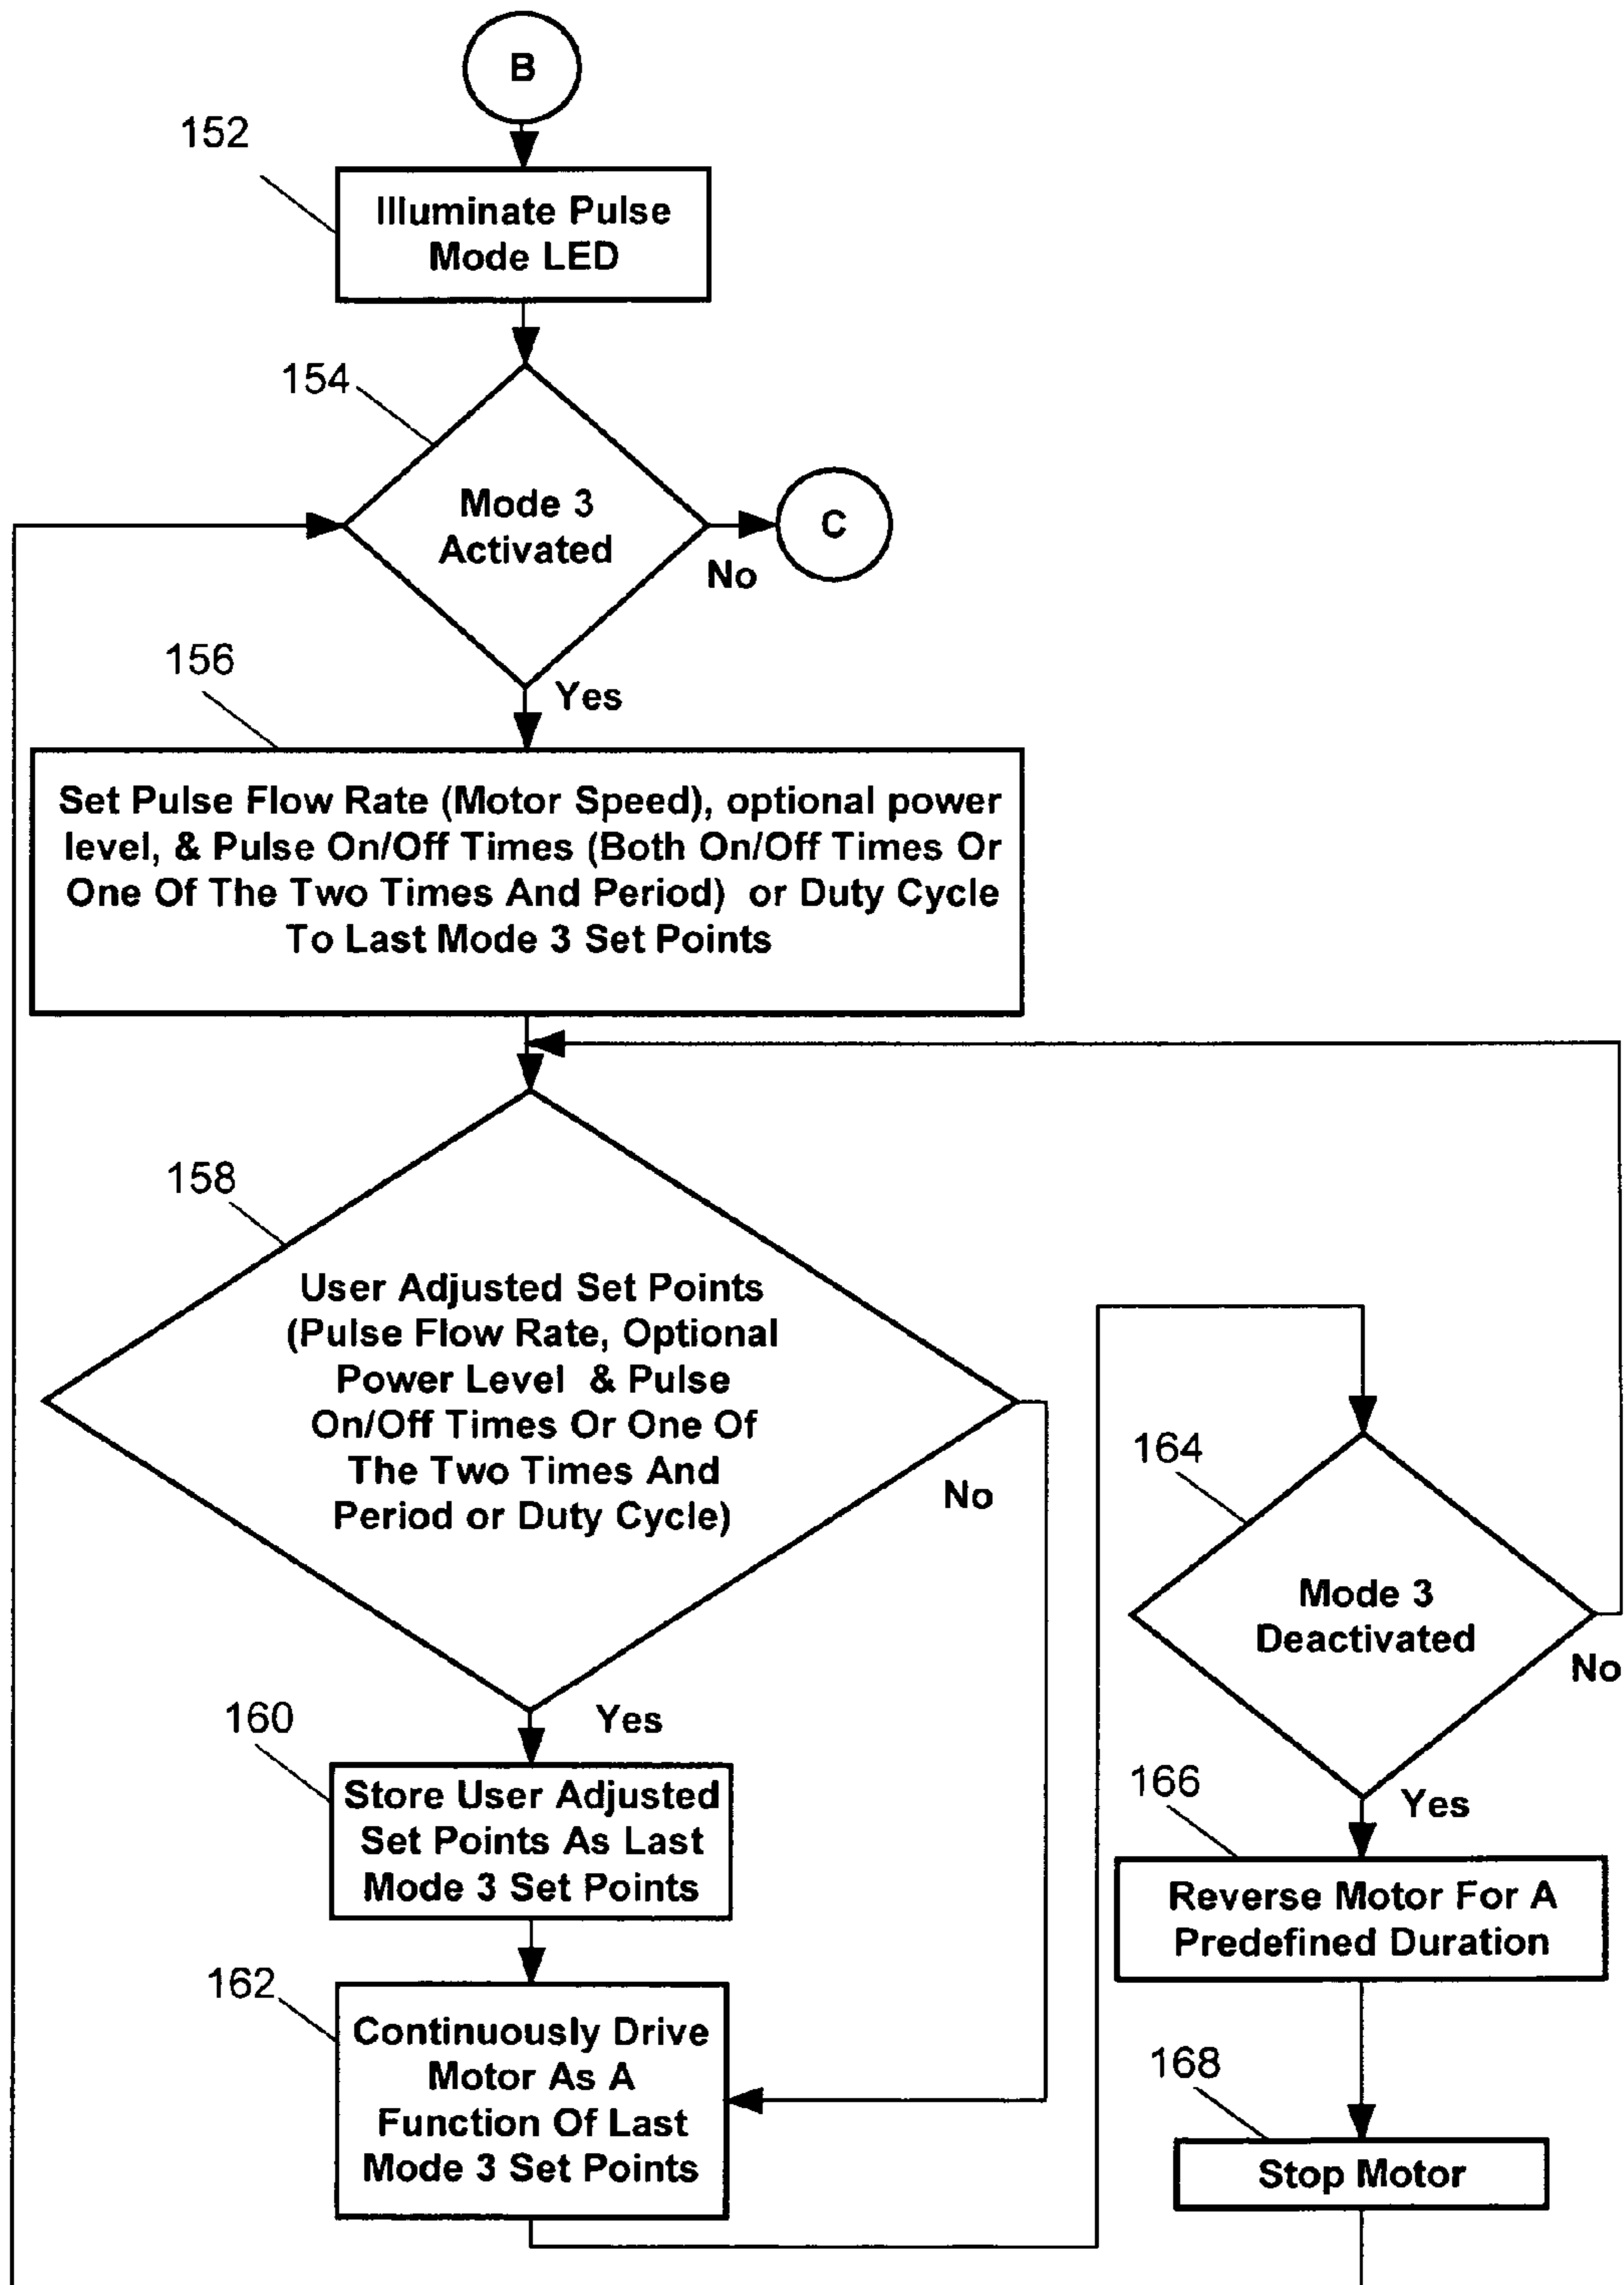 B
152
Illuminate Pulse
Mode LED
154
Mode 3
Activated
No
C
156
Yes
Set Pulse Flow Rate (Motor Speed), optional power
level, & Pulse On/Off Times (Both On/Off Times Or
One Of The Two Times And Period) or Duty Cycle
To Last Mode 3 Set Points
158
User Adjusted Set Points
(Pulse Flow Rate, Optional
Power Level & Pulse
On/Off Times Or One Of
The Two Times And
Period or Duty Cycle)
No
Yes
160
Store User Adjusted
Set Points As Last
Mode 3 Set Points
162
Continuously Drive
Motor As A
Function Of Last
Mode 3 Set Points
164
Mode 3
Deactivated
No
Yes
166
Reverse Motor For A
Predefined Duration
168
Stop Motor